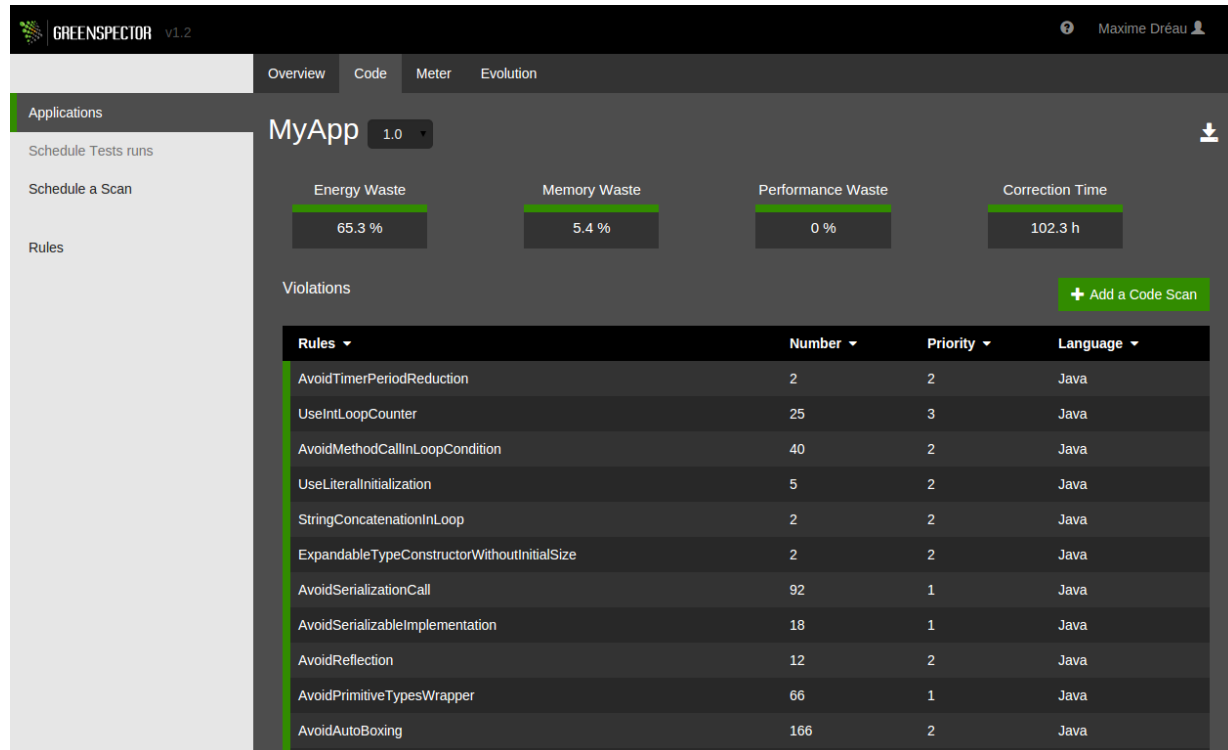 GREENSPECTOR v1.2 Maxime Dréau
Overview Code Meter Evolution
Applications
Schedule Tests runs
Schedule a Scan
Rules
MyApp 1.0
Energy Waste Memory Waste Performance Waste Correction Time
65.3 % 5.4 % 0 % 102.3 h
Violations
Add a Code Scan
Rules Number Priority Language
AvoidTimerPeriodReduction 2 2 Java
UseIntLoopCounter 25 3 Java
AvoidMethodCallInLoopCondition 40 2 Java
UseLiteralInitialization 5 2 Java
StringConcatenationInLoop 2 2 Java
ExpandableTypeConstructorWithoutInitialSize 2 2 Java
AvoidSerializationCall 92 1 Java
AvoidSerializableImplementation 18 1 Java
AvoidReflection 12 2 Java
AvoidPrimitiveTypesWrapper 66 1 Java
AvoidAutoBoxing 166 2 Java